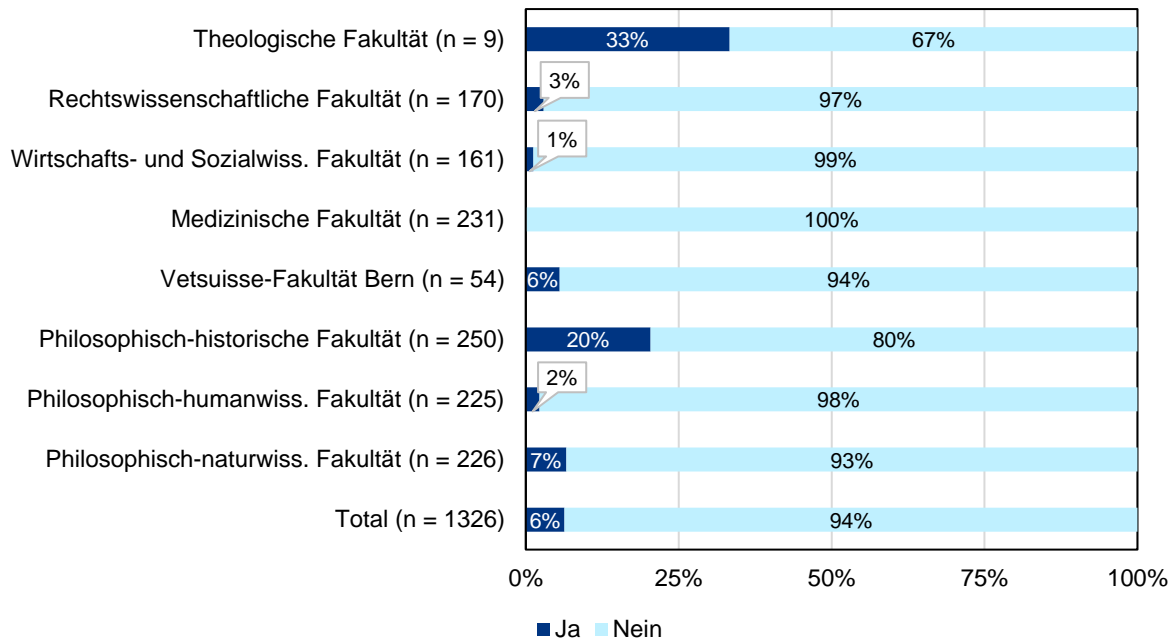 Theologische Fakultät (n = 9) 33% 67%
Rechtswissenschaftliche Fakultät (n = 170) 3% 97%
Wirtschafts- und Sozialwiss. Fakultät (n = 161) 1% 99%
Medizinische Fakultät (n = 231) 100%
Vetsuisse-Fakultät Bern (n = 54) 6% 94%
Philosophisch-historische Fakultät (n = 250) 20% 80%
Philosophisch-humanwiss. Fakultät (n = 225) 2% 98%
Philosophisch-naturwiss. Fakultät (n = 226) 7% 93%
Total (n = 1326) 6% 94%
0% 25% 50% 75% 100%
Ja Nein